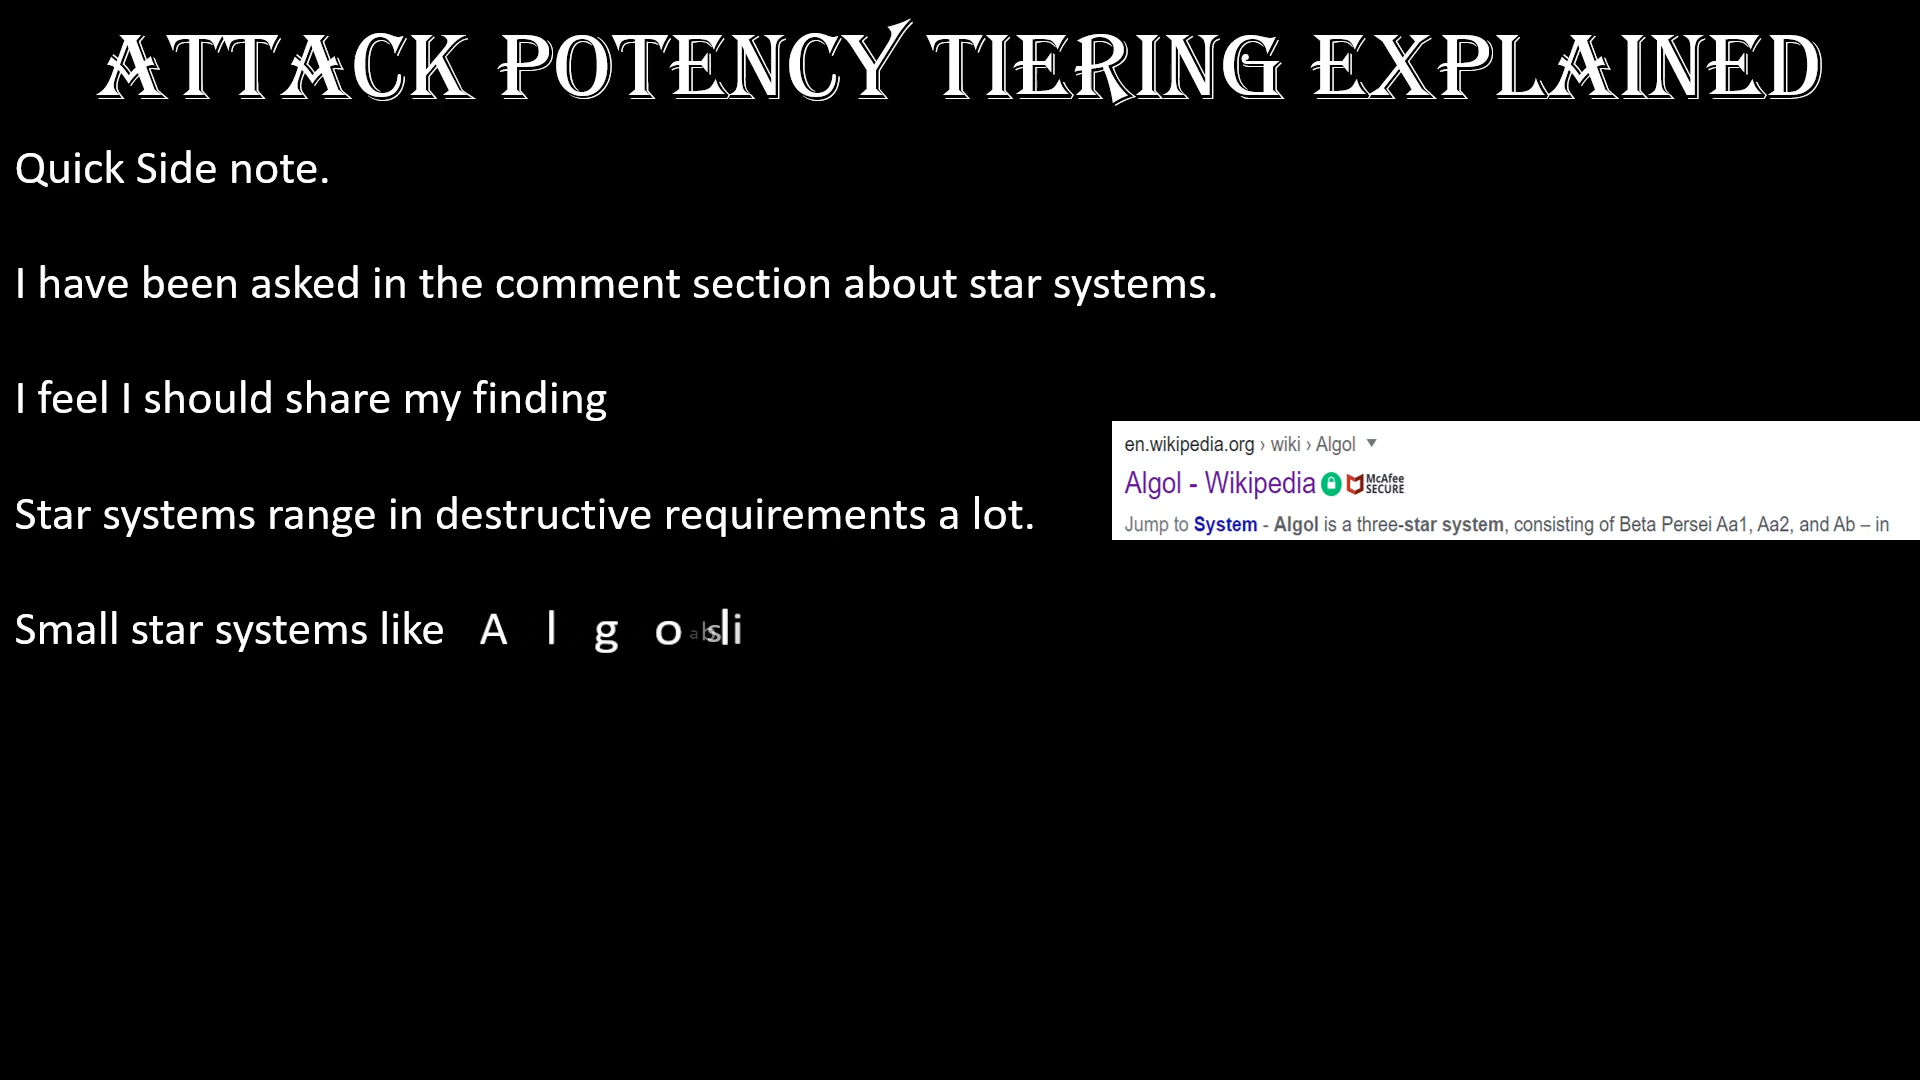 ATTACK POTENCY TIERING EXPLAINED
Quick Side note.
I have been asked in the comment section about star systems.
I feel I should share my finding
Star systems range in destructive requirements a lot.
en.wikipedia.org › wiki › Algol
Algol - Wikipedia McAfee SECURE
Jump to System - Algol is a three-star system, consisting of Beta Persei Aa1, Aa2, and Ab – in
Small star systems like